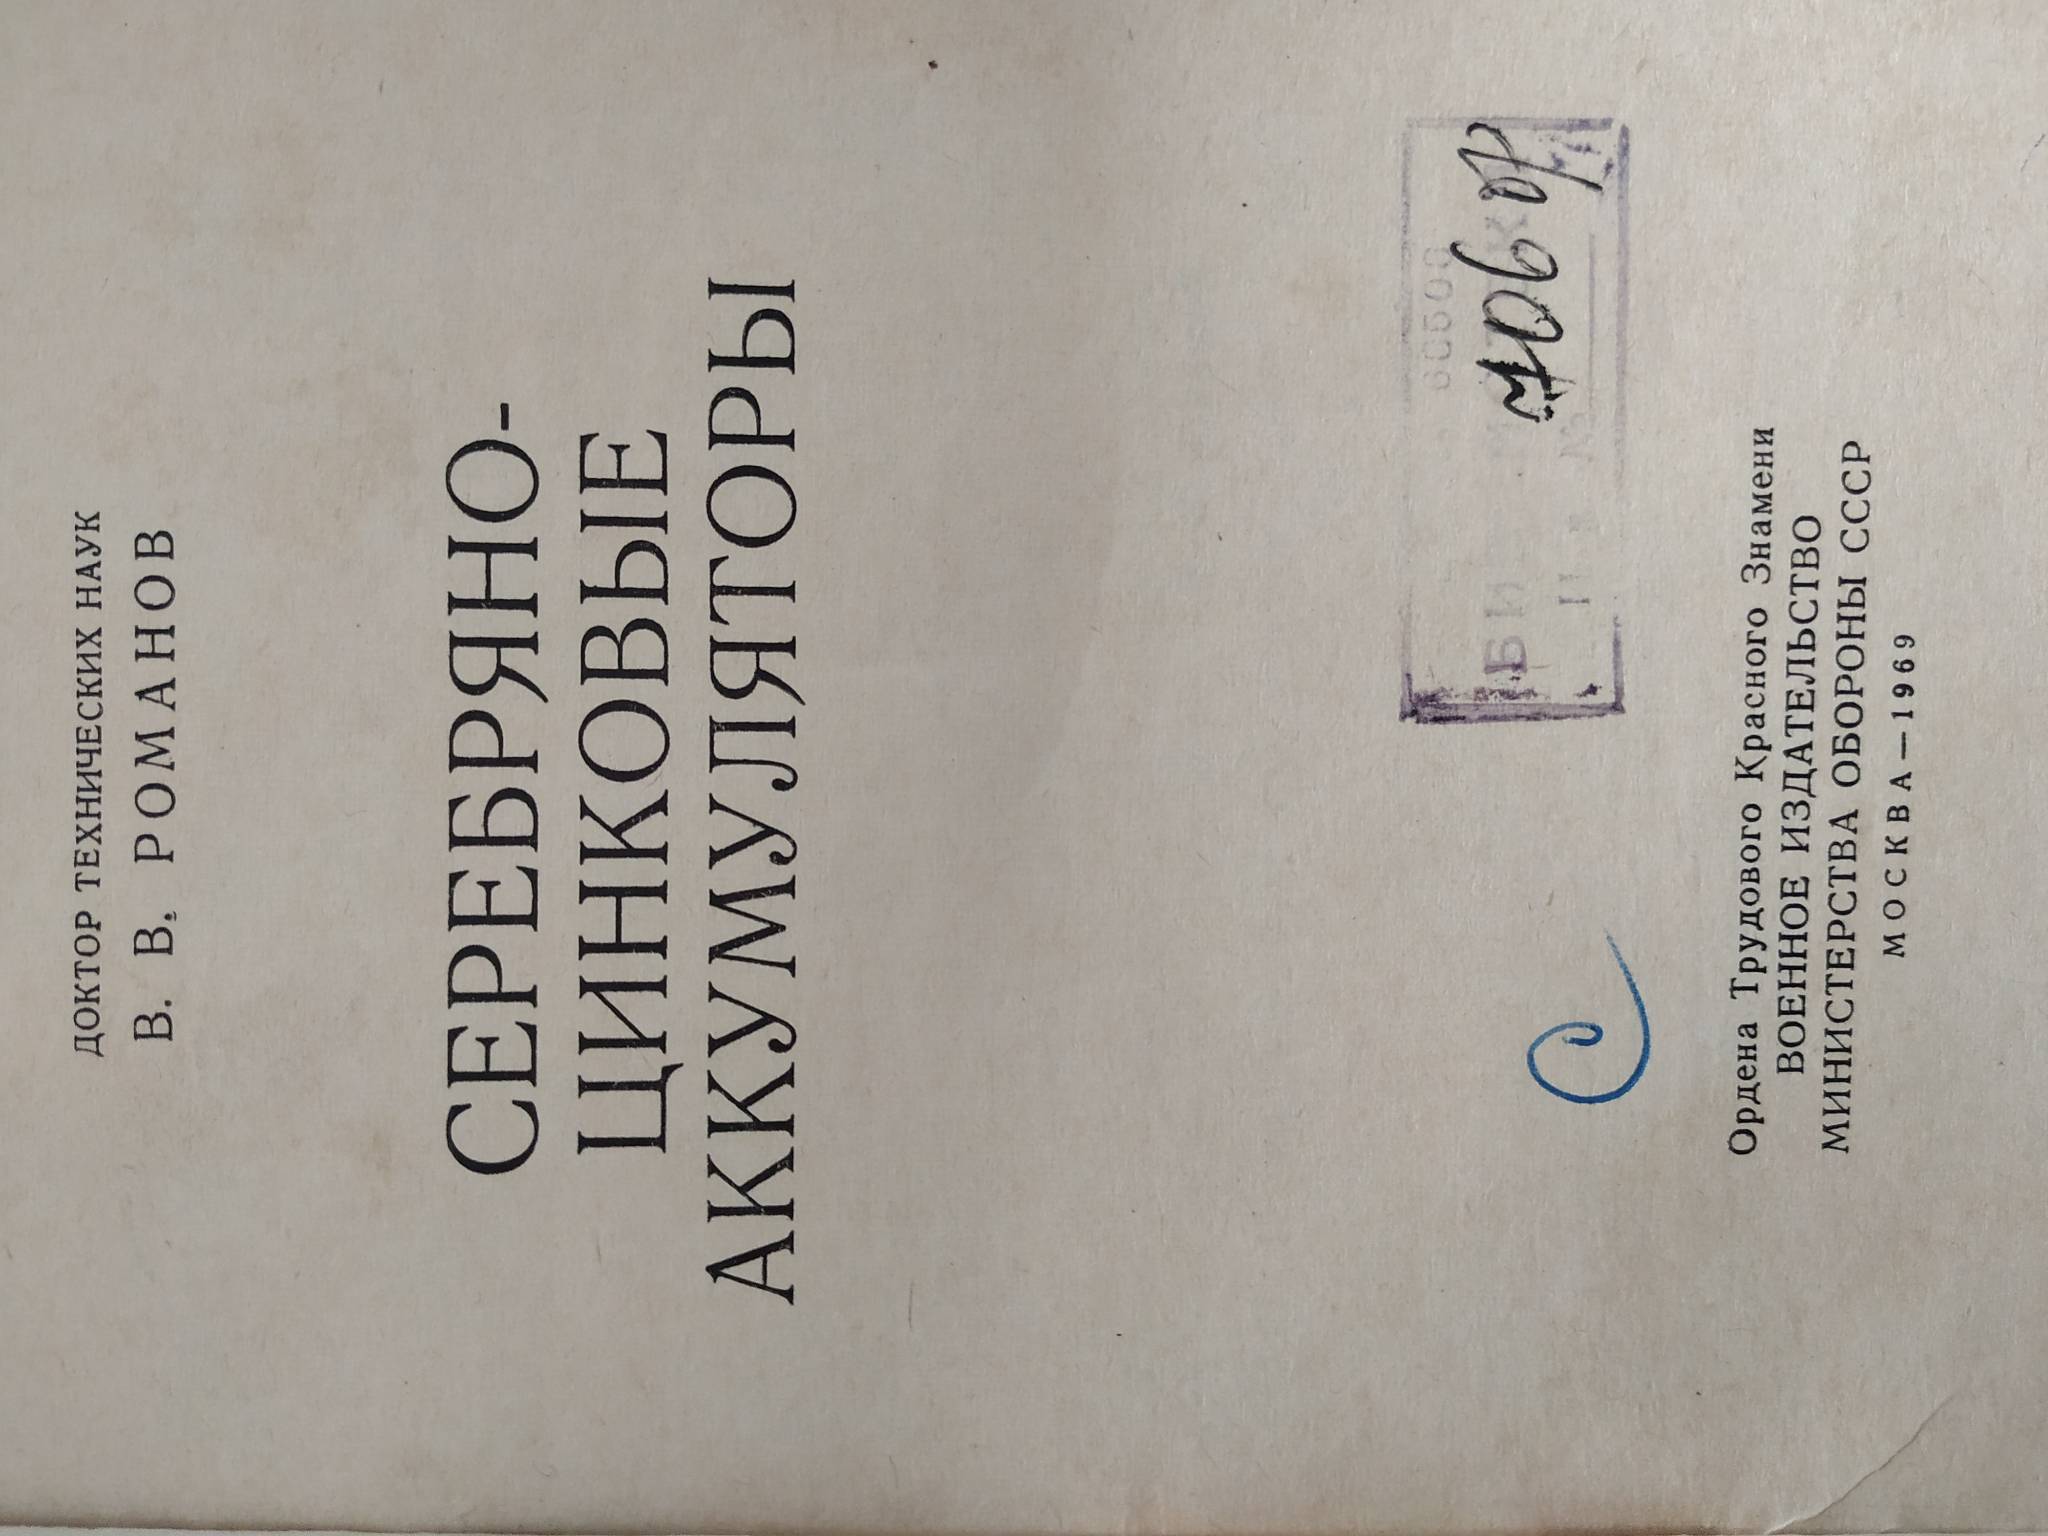 ДОКТОР ТЕХНИЧЕСКИХ НАУК
В. В. РОМАНОВ
СЕРЕБРЯНО-
ЦИНКОВЫЕ
АККУМУЛЯТОРЫ
Ордена Трудового Красного Знамени
ВОЕННОЕ ИЗДАТЕЛЬСТВО
МИНИСТЕРСТВА ОБОРОНЫ СССР
МОСКВА—1969